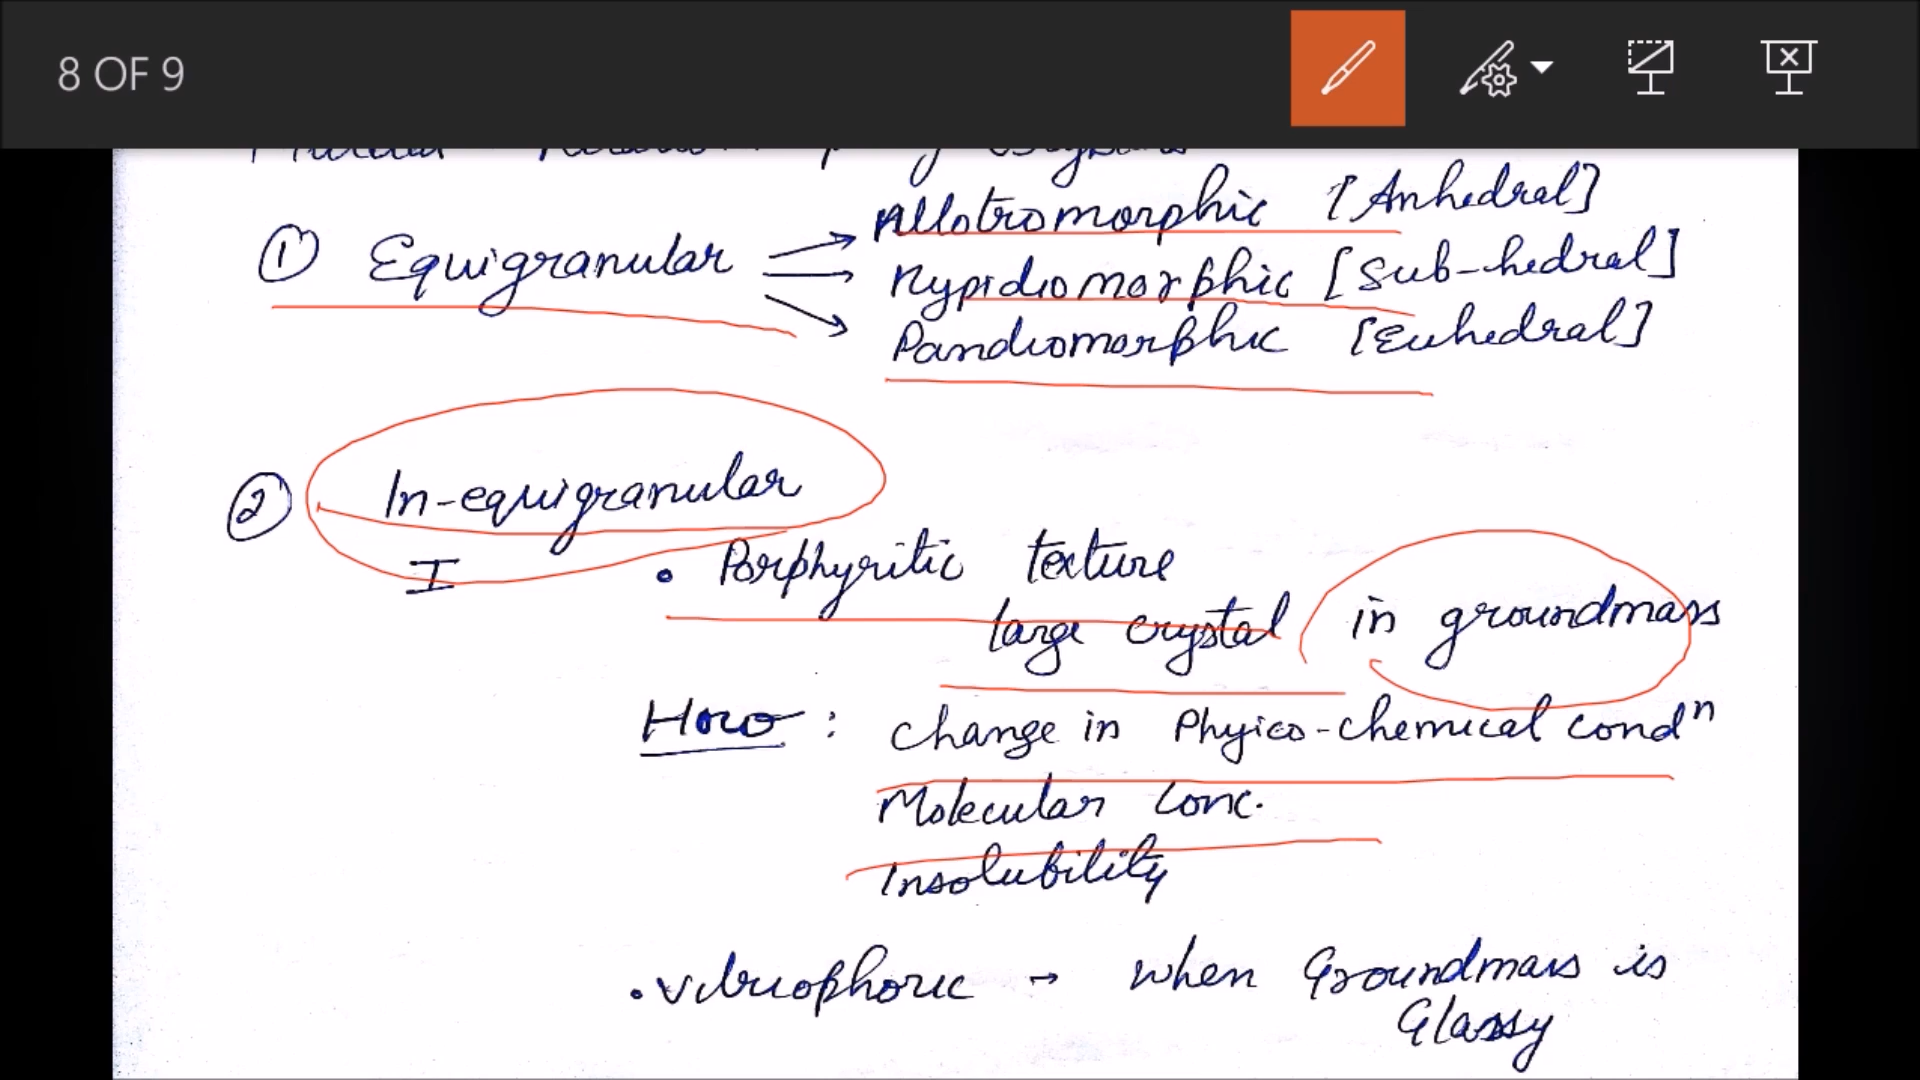 8 OF 9
① Equigranular
Allotromorphic [Anhedral]
Hypidiomorphic [Sub-hedral]
Pandiomorphic [Euhedral]
② In-equigranular
I
• Porphyritic texture
large crystal in groundmass
How : change in Phyico-chemical condⁿ
Molecular Conc.
Insolubility
• → when Groundmass is
Glassy